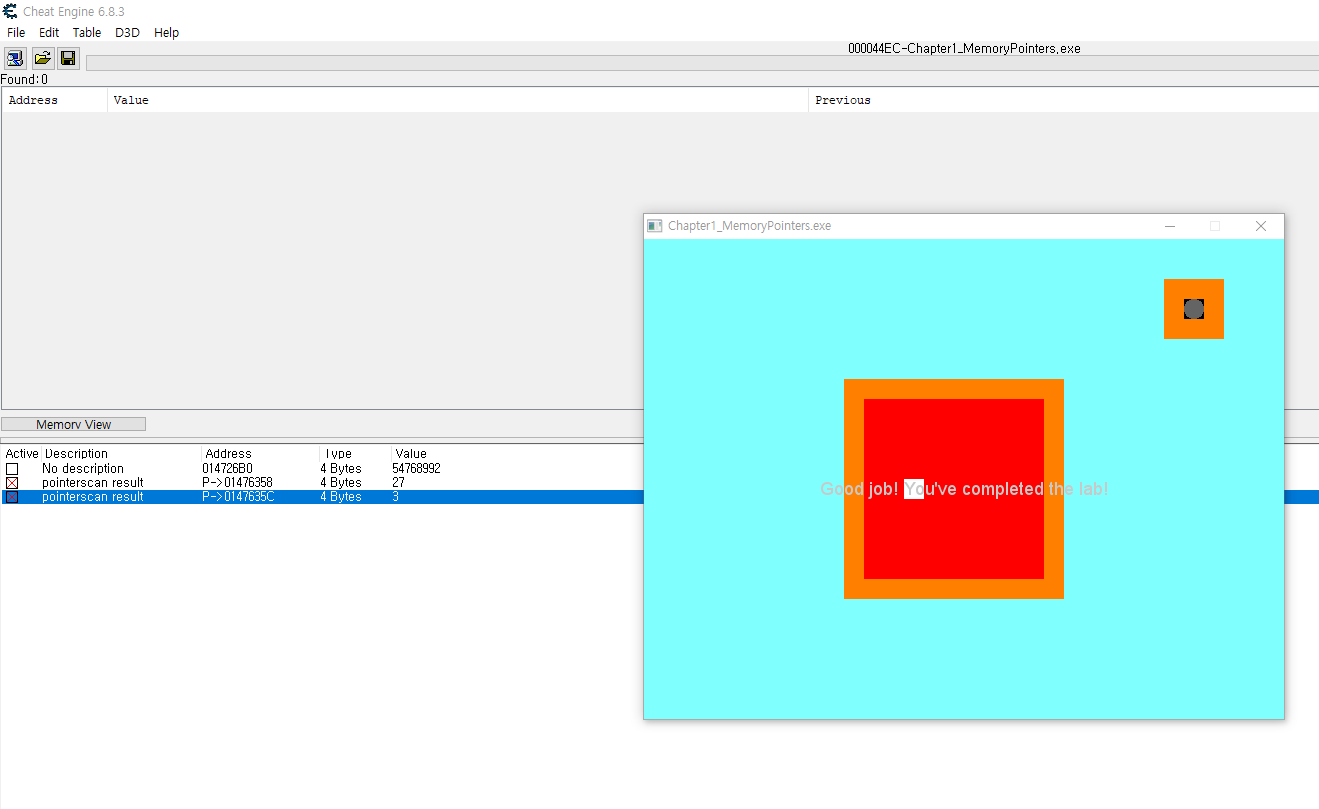 Cheat Engine 6.8.3
File Edit Table D3D Help
000044EC-Chapter1_MemoryPointers.exe
Found:0
Address Value Previous
Chapter1_MemoryPointers.exe
Good job! You've completed the lab!
Memory View
Active Description Address Type Value
No description 014726B0 4 Bytes 54768992
pointerscan result P->01476358 4 Bytes 27
pointerscan result P->0147635C 4 Bytes 3